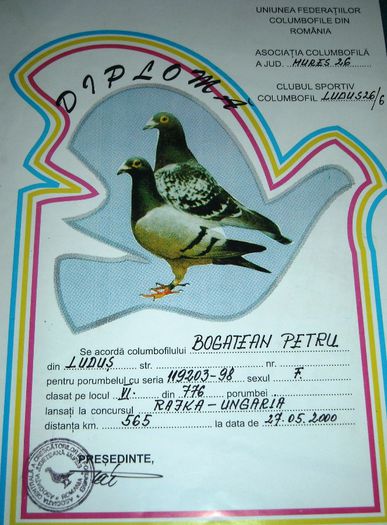 UNIUNEA FEDERAȚIILOR
COLUMBOFILE DIN
ROMÂNIA
ASOCIAȚIA COLUMBOFILĂ
A JUD. MUREȘ 26
CLUBUL SPORTIV
COLUMBOFIL LUDUȘ 26/6
DIPLOMA
Se acordă columbofilului BOGATEAN PETRU
din LUDUȘ str. nr.
pentru porumbelul cu seria 119203-98 sexul F.
clasat pe locul VI. din 776 porumbei
lansați la concursul RAJKA - UNGARIA
distanța km. 565 la data de 27.05.2000
PREȘEDINTE,